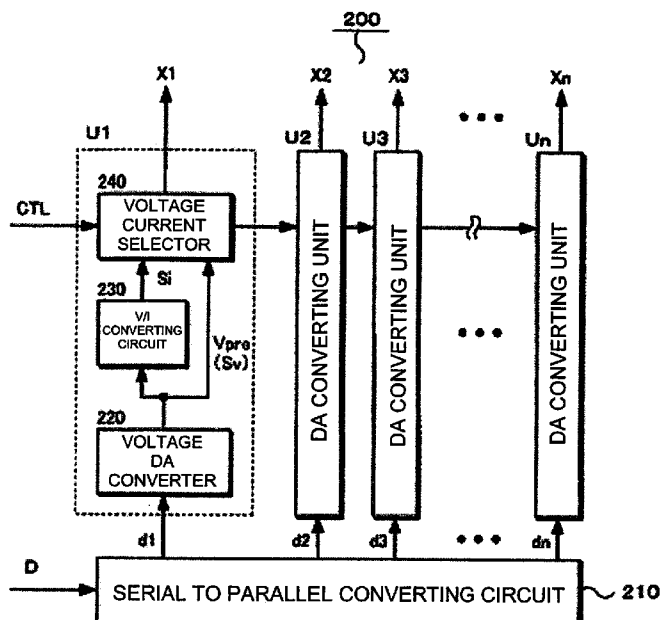 200
X1
X2
X3
Xn
U1
U2
U3
Un
240
CTL
VOLTAGE
CURRENT
SELECTOR
Si
230
V/I
CONVERTING
CIRCUIT
Vpre
(Sv)
220
VOLTAGE
DA
CONVERTER
DA CONVERTING UNIT
DA CONVERTING UNIT
DA CONVERTING UNIT
d1
d2
d3
dn
D
SERIAL TO PARALLEL CONVERTING CIRCUIT
210